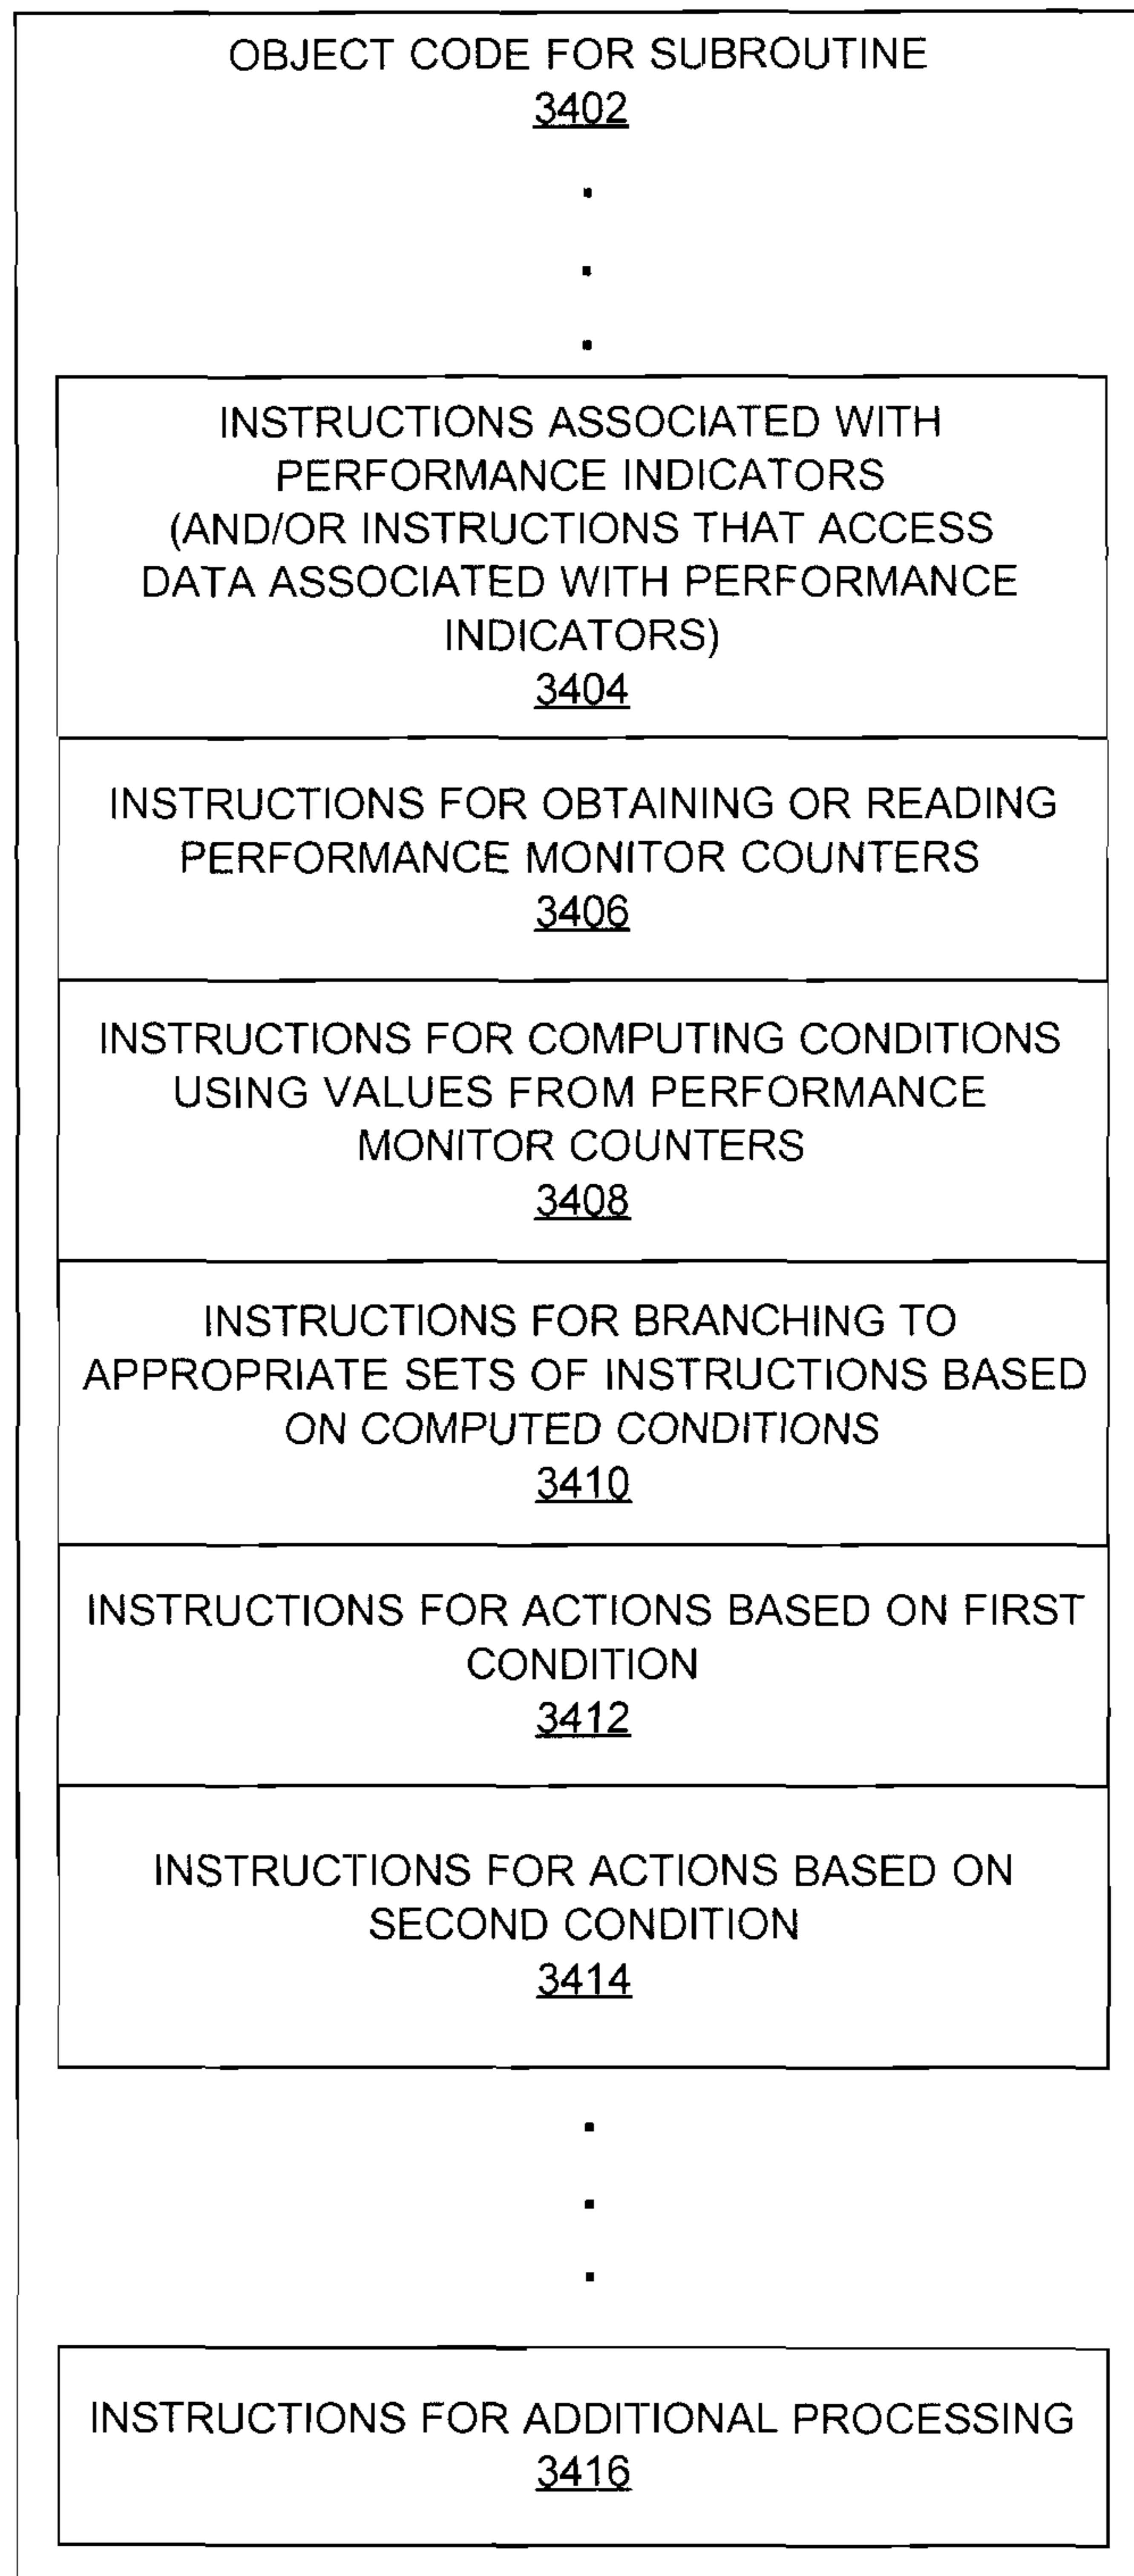 OBJECT CODE FOR SUBROUTINE
3402
INSTRUCTIONS ASSOCIATED WITH
PERFORMANCE INDICATORS
(AND/OR INSTRUCTIONS THAT ACCESS
DATA ASSOCIATED WITH PERFORMANCE
INDICATORS)
3404
INSTRUCTIONS FOR OBTAINING OR READING
PERFORMANCE MONITOR COUNTERS
3406
INSTRUCTIONS FOR COMPUTING CONDITIONS
USING VALUES FROM PERFORMANCE
MONITOR COUNTERS
3408
INSTRUCTIONS FOR BRANCHING TO
APPROPRIATE SETS OF INSTRUCTIONS BASED
ON COMPUTED CONDITIONS
3410
INSTRUCTIONS FOR ACTIONS BASED ON FIRST
CONDITION
3412
INSTRUCTIONS FOR ACTIONS BASED ON
SECOND CONDITION
3414
INSTRUCTIONS FOR ADDITIONAL PROCESSING
3416